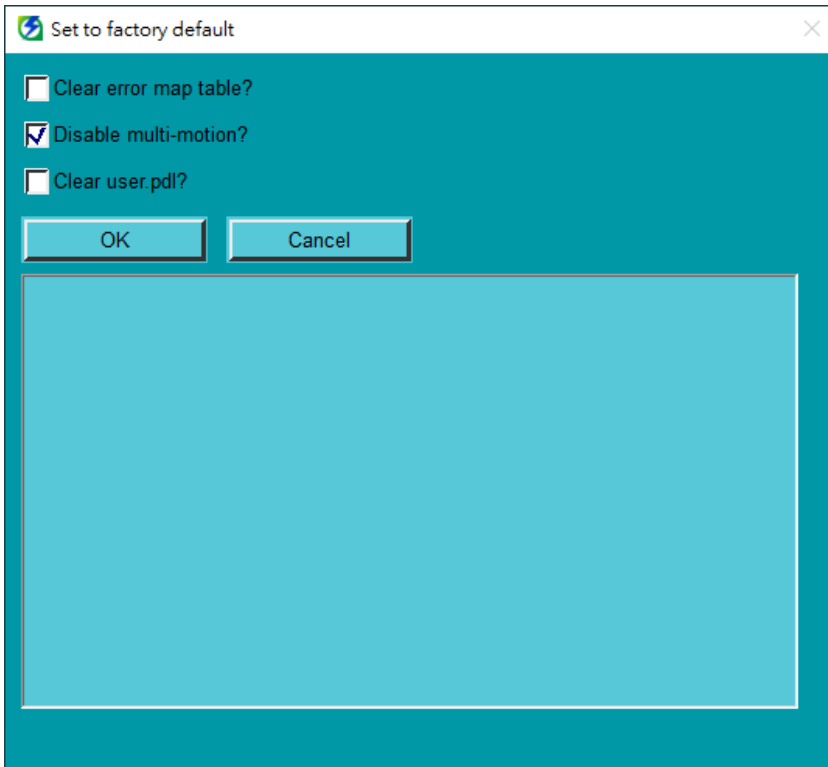 Set to factory default
Clear error map table?
Disable multi-motion?
Clear user.pdl?
OK Cancel